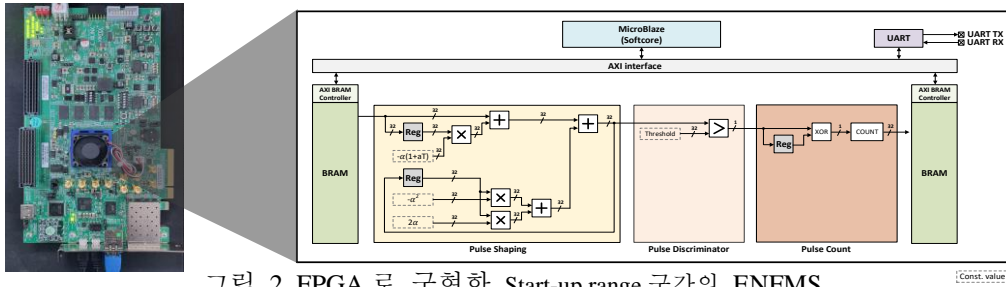 MicroBlaze
(Softcore)
UART
UART TX
UART RX
AXI interface
AXI BRAM
Controller
BRAM
32
32
32
32
32
32
Reg
×
+
+
-α(1+aT)
32
Reg
32
32
-α²
32
×
32
+
2α
32
×
32
Pulse Shaping
Threshold
32
>
1
Pulse Discriminator
Reg
XOR
1
COUNT
32
Pulse Count
AXI BRAM
Controller
BRAM
Const. value
그림 2. FPGA 로 구현한 Start-up range 구간의 ENFMS